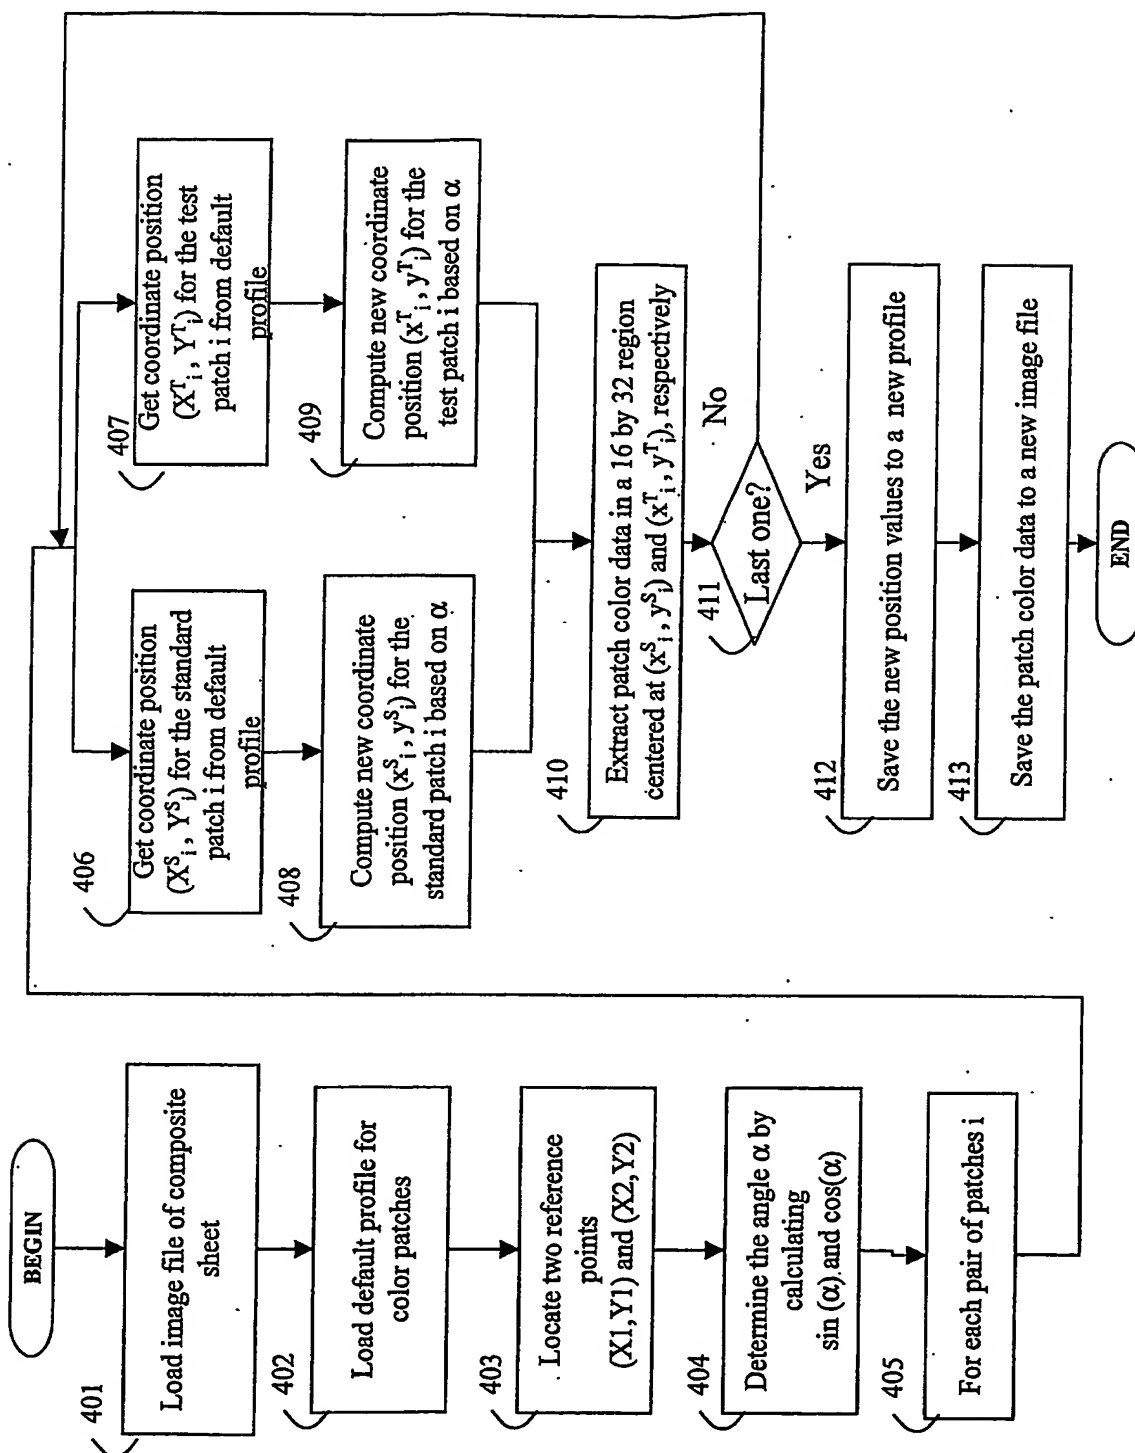 BEGIN
401
Load image file of composite
sheet
402
Load default profile for
color patches
403
Locate two reference
points
(X1,Y1) and (X2,Y2)
404
Determine the angle α by
calculating
sin (α) and cos(α)
405
For each pair of patches i
406
Get coordinate position
(X^S_i, Y^S_i) for the standard
patch i from default
profile
407
Get coordinate position
(X^T_i, Y^T_i) for the test
patch i from default
profile
408
Compute new coordinate
position (x^S_i, y^S_i) for the
standard patch i based on α
409
Compute new coordinate
position (x^T_i, y^T_i) for the
test patch i based on α
410
Extract patch color data in a 16 by 32 region
centered at (x^S_i, y^S_i) and (x^T_i, y^T_i), respectively
411
Last one?
No
Yes
412
Save the new position values to a new profile
413
Save the patch color data to a new image file
END